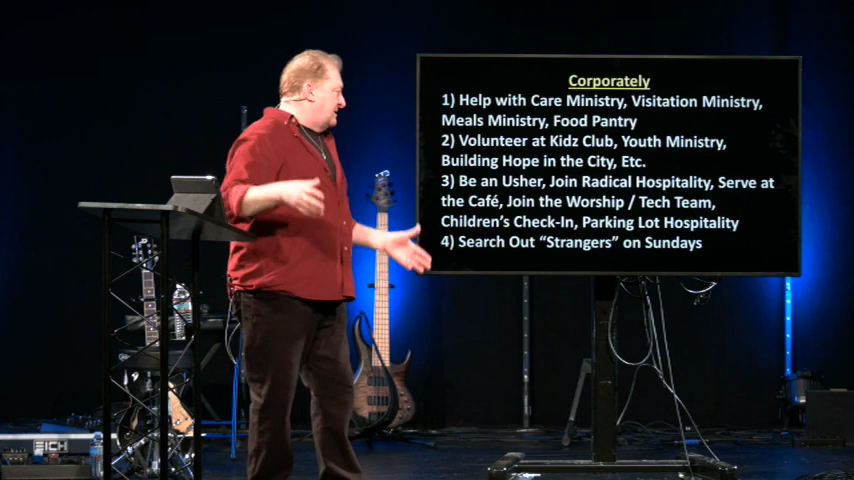 Corporately
1) Help with Care Ministry, Visitation Ministry,
Meals Ministry, Food Pantry
2) Volunteer at Kidz Club, Youth Ministry,
Building Hope in the City, Etc.
3) Be an Usher, Join Radical Hospitality, Serve at
the Café, Join the Worship / Tech Team,
Children’s Check-In, Parking Lot Hospitality
4) Search Out “Strangers” on Sundays
EICH